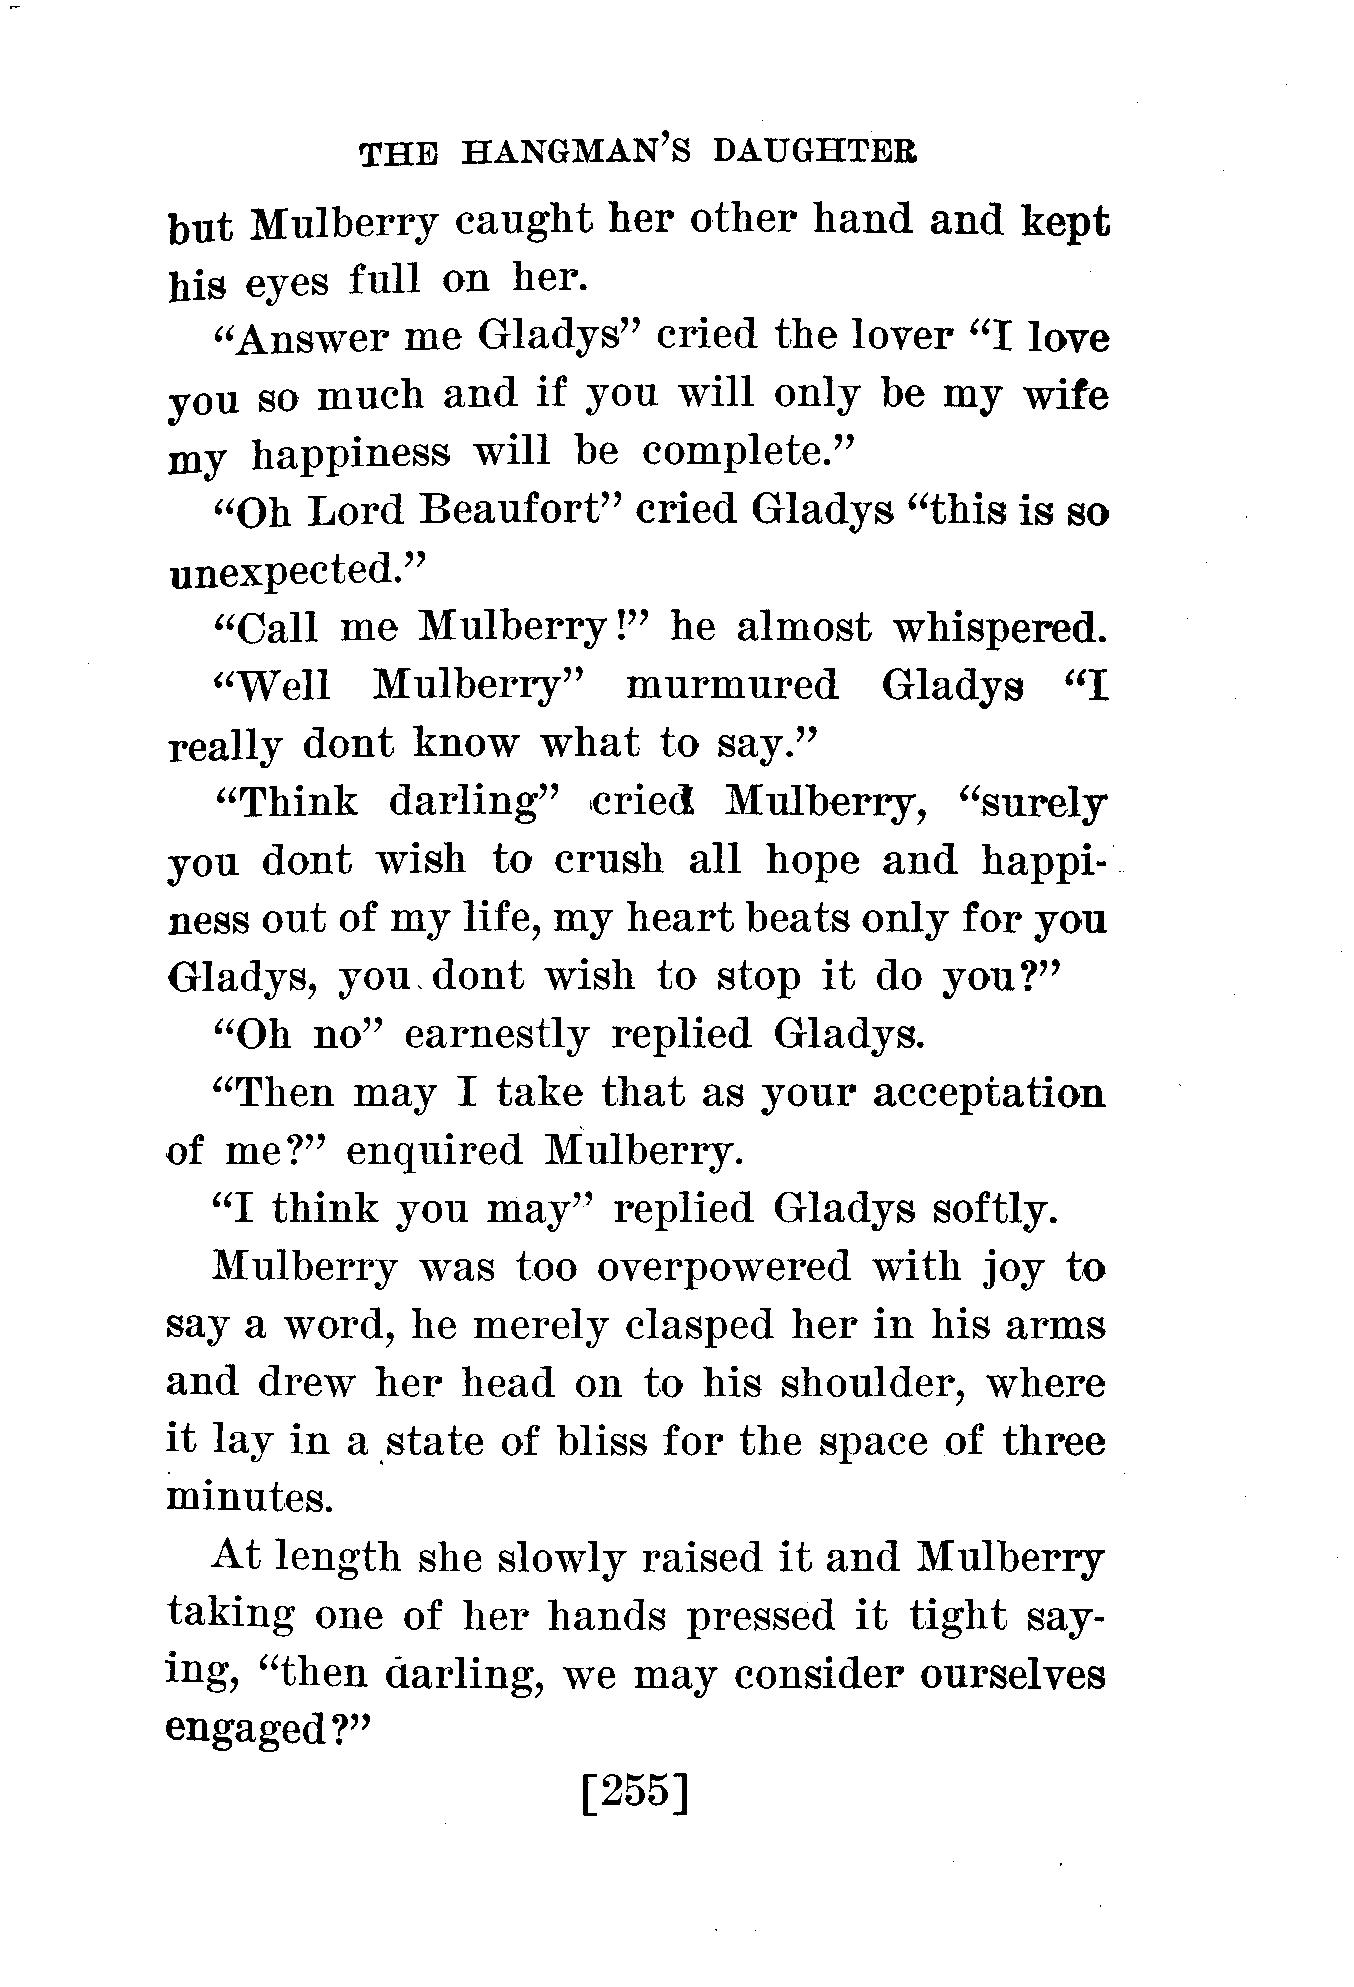 THE HANGMAN'S DAUGHTER
but Mulberry caught her other hand and kept
his eyes full on her.
“Answer me Gladys” cried the lover “I love
you so much and if you will only be my wife
my happiness will be complete.”
“Oh Lord Beaufort” cried Gladys “this is so
unexpected.”
“Call me Mulberry!” he almost whispered.
“Well Mulberry” murmured Gladys “I
really dont know what to say.”
“Think darling” cried Mulberry, “surely
you dont wish to crush all hope and happi-
ness out of my life, my heart beats only for you
Gladys, you dont wish to stop it do you?”
“Oh no” earnestly replied Gladys.
“Then may I take that as your acceptation
of me?” enquired Mulberry.
“I think you may” replied Gladys softly.
Mulberry was too overpowered with joy to
say a word, he merely clasped her in his arms
and drew her head on to his shoulder, where
it lay in a state of bliss for the space of three
minutes.
At length she slowly raised it and Mulberry
taking one of her hands pressed it tight say-
ing, “then darling, we may consider ourselves
engaged?”
[255]